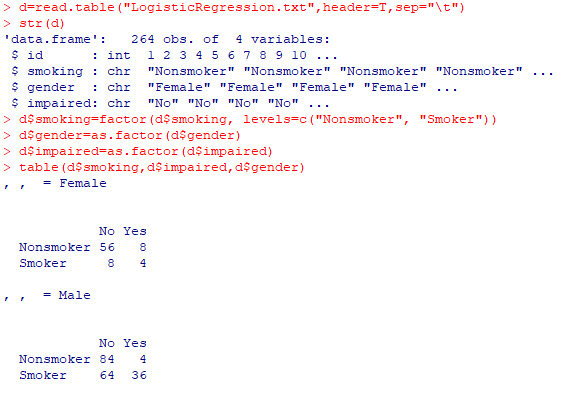 > d=read.table("LogisticRegression.txt",header=T,sep="\t")
> str(d)
'data.frame':   264 obs. of  4 variables:
 $ id      : int  1 2 3 4 5 6 7 8 9 10 ...
 $ smoking : chr  "Nonsmoker" "Nonsmoker" "Nonsmoker" "Nonsmoker" ...
 $ gender  : chr  "Female" "Female" "Female" "Female" ...
 $ impaired: chr  "No" "No" "No" "No" ...
> d$smoking=factor(d$smoking, levels=c("Nonsmoker", "Smoker"))
> d$gender=as.factor(d$gender)
> d$impaired=as.factor(d$impaired)
> table(d$smoking,d$impaired,d$gender)
, ,  = Female
            No Yes
  Nonsmoker 56   8
  Smoker     8   4
, ,  = Male
            No Yes
  Nonsmoker 84   4
  Smoker    64  36